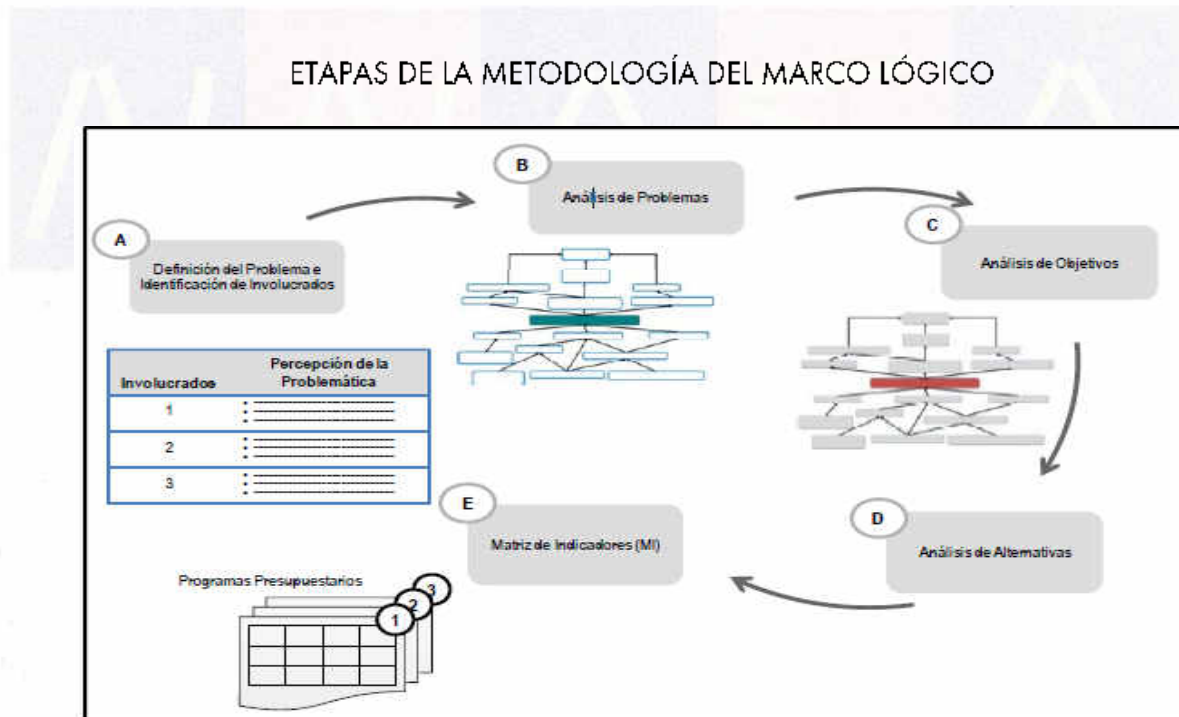 ETAPAS DE LA METODOLOGÍA DEL MARCO LÓGICO
A
Definición del Problema e
Identificación de Involucrados
B
Análisis de Problemas
C
Análisis de Objetivos
Involucrados
Percepción de la
Problemática
1
2
3
D
Análisis de Alternativas
E
Matriz de Indicadores (MI)
Programas Presupuestarios
1
2
3